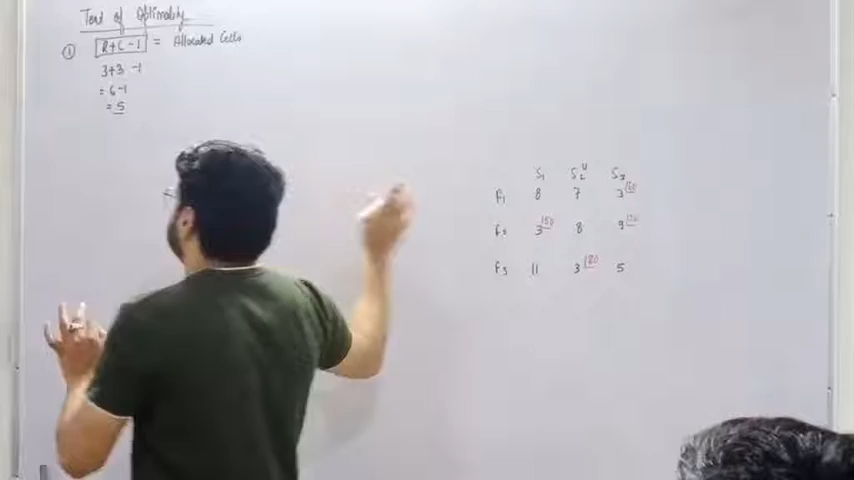 Test of Optimality
① R+C-1 = Allocated Cells
3+3-1
= 6-1
= 5
S1 S2 S3
F1 8 7 3
F2 3 8 9
F3 11 3 5